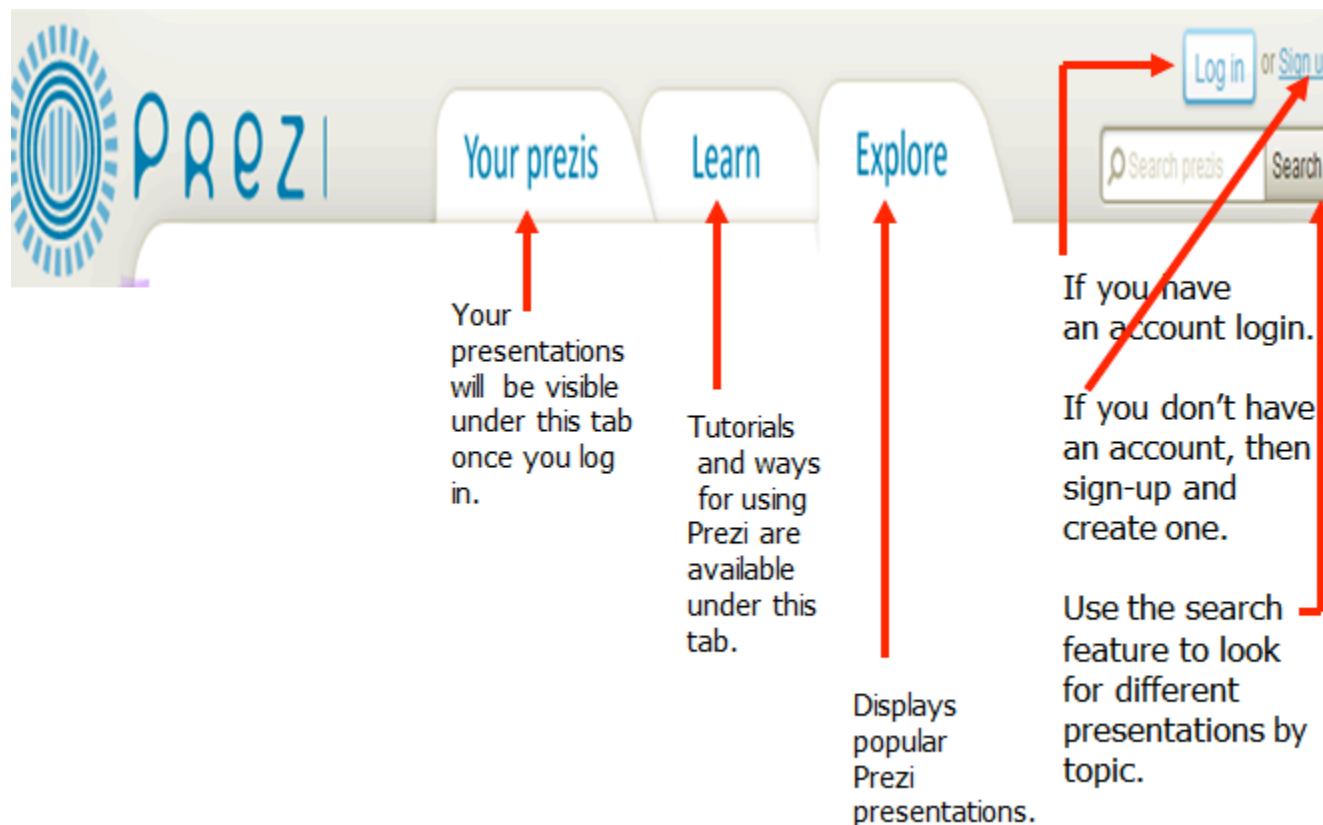 PREZI
Your prezis
Learn
Explore
Log in or Sign u
Search prezis
Search
Your
presentations
will be visible
under this tab
once you log
in.
Tutorials
and ways
for using
Prezi are
available
under this
tab.
Displays
popular
Prezi
presentations.
If you have
an account login.
If you don’t have
an account, then
sign-up and
create one.
Use the search
feature to look
for different
presentations by
topic.